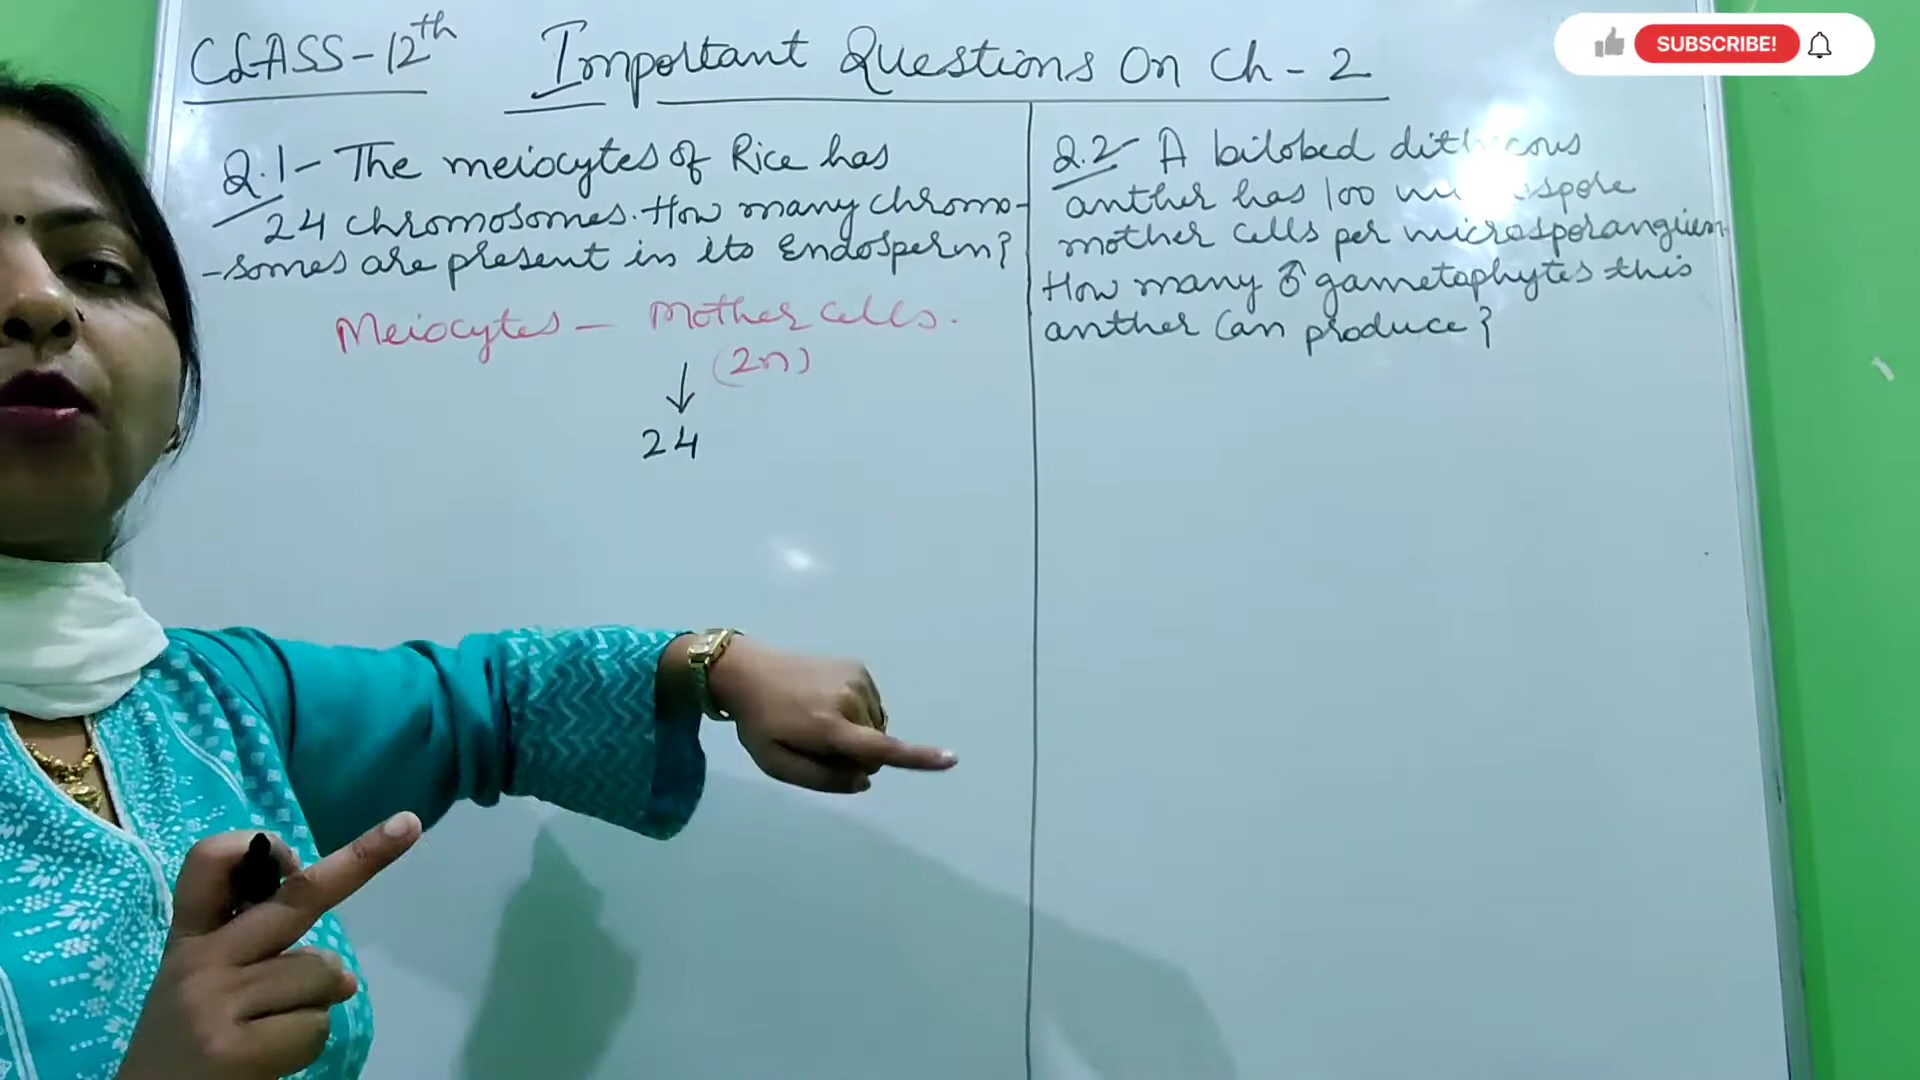 CLASS-12th
Important Questions On Ch-2
SUBSCRIBE!
Q.1- The meiocytes of Rice has
24 chromosomes. How many chromo-
-somes are present in its Endosperm?
Meiocytes - Mother cells.
(2n)
↓
24
Q.2- A bilobed dithecous
anther has 100
mother cells per microsporangium.
How many ♂ gametophytes this
anther can produce?